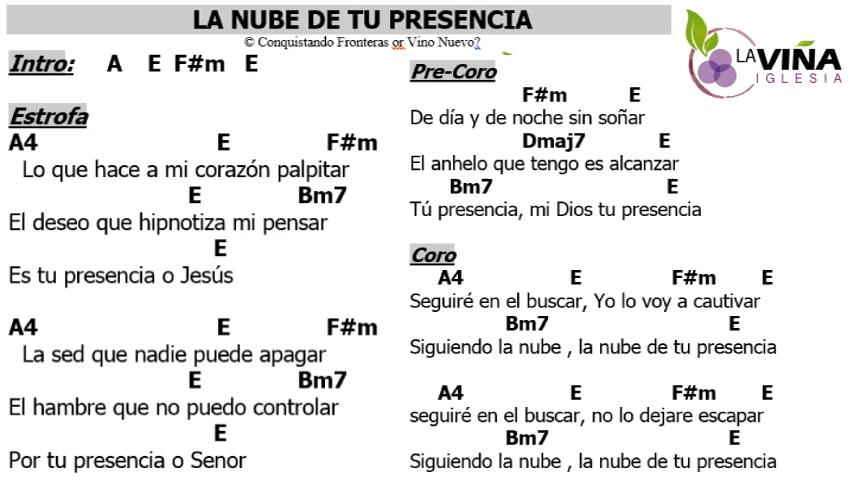 LA NUBE DE TU PRESENCIA
© Conquistando Fronteras or Vino Nuevo?
LA VIÑA
IGLESIA
Intro: A E F#m E
Estrofa
A4 E F#m
Lo que hace a mi corazón palpitar
E Bm7
El deseo que hipnotiza mi pensar
E
Es tu presencia o Jesús
A4 E F#m
La sed que nadie puede apagar
E Bm7
El hambre que no puedo controlar
E
Por tu presencia o Senor
Pre-Coro
F#m E
De día y de noche sin soñar
Dmaj7 E
El anhelo que tengo es alcanzar
Bm7 E
Tú presencia, mi Dios tu presencia
Coro
A4 E F#m E
Seguiré en el buscar, Yo lo voy a cautivar
Bm7 E
Siguiendo la nube , la nube de tu presencia
A4 E F#m E
seguiré en el buscar, no lo dejare escapar
Bm7 E
Siguiendo la nube , la nube de tu presencia